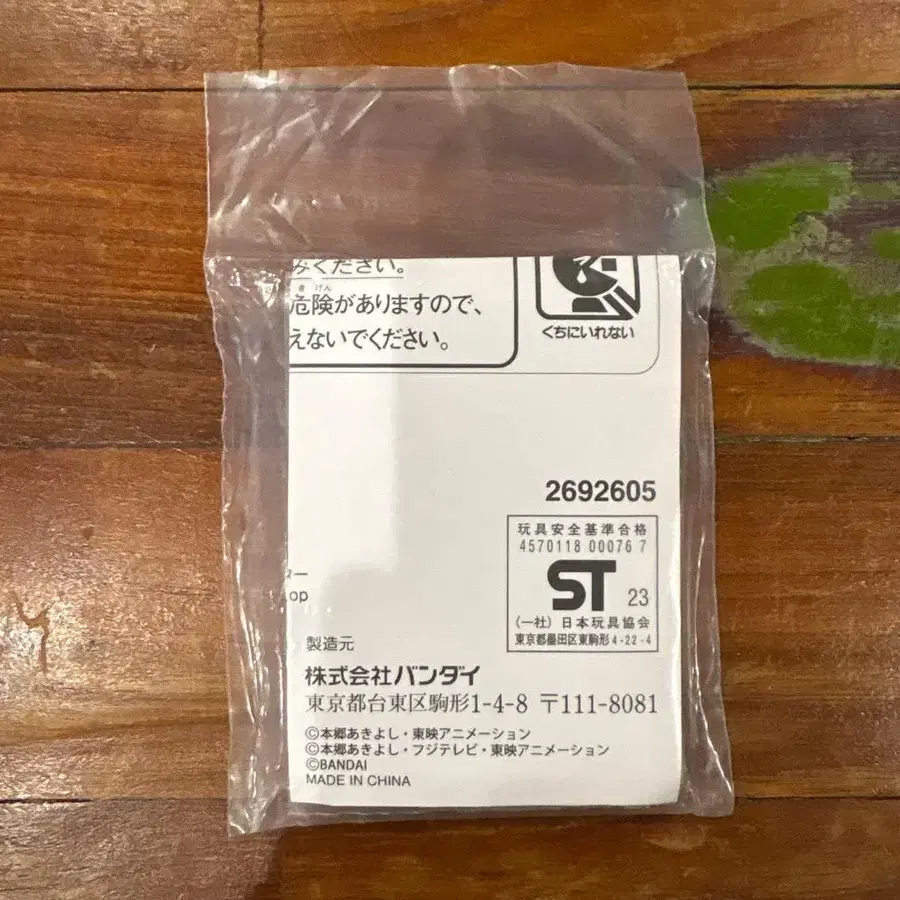 みください。
きけん
危険がありますので、
えないでください。
くちにいれない
2692605
玩具安全基準合格
4570118 00076 7
ST 23
(一社) 日本玩具協会
東京都墨田区東駒形4-22-4
ター
top
製造元
株式会社バンダイ
東京都台東区駒形1-4-8 〒111-8081
©本郷あきよし・東映アニメーション
©本郷あきよし・フジテレビ・東映アニメーション
©BANDAI
MADE IN CHINA